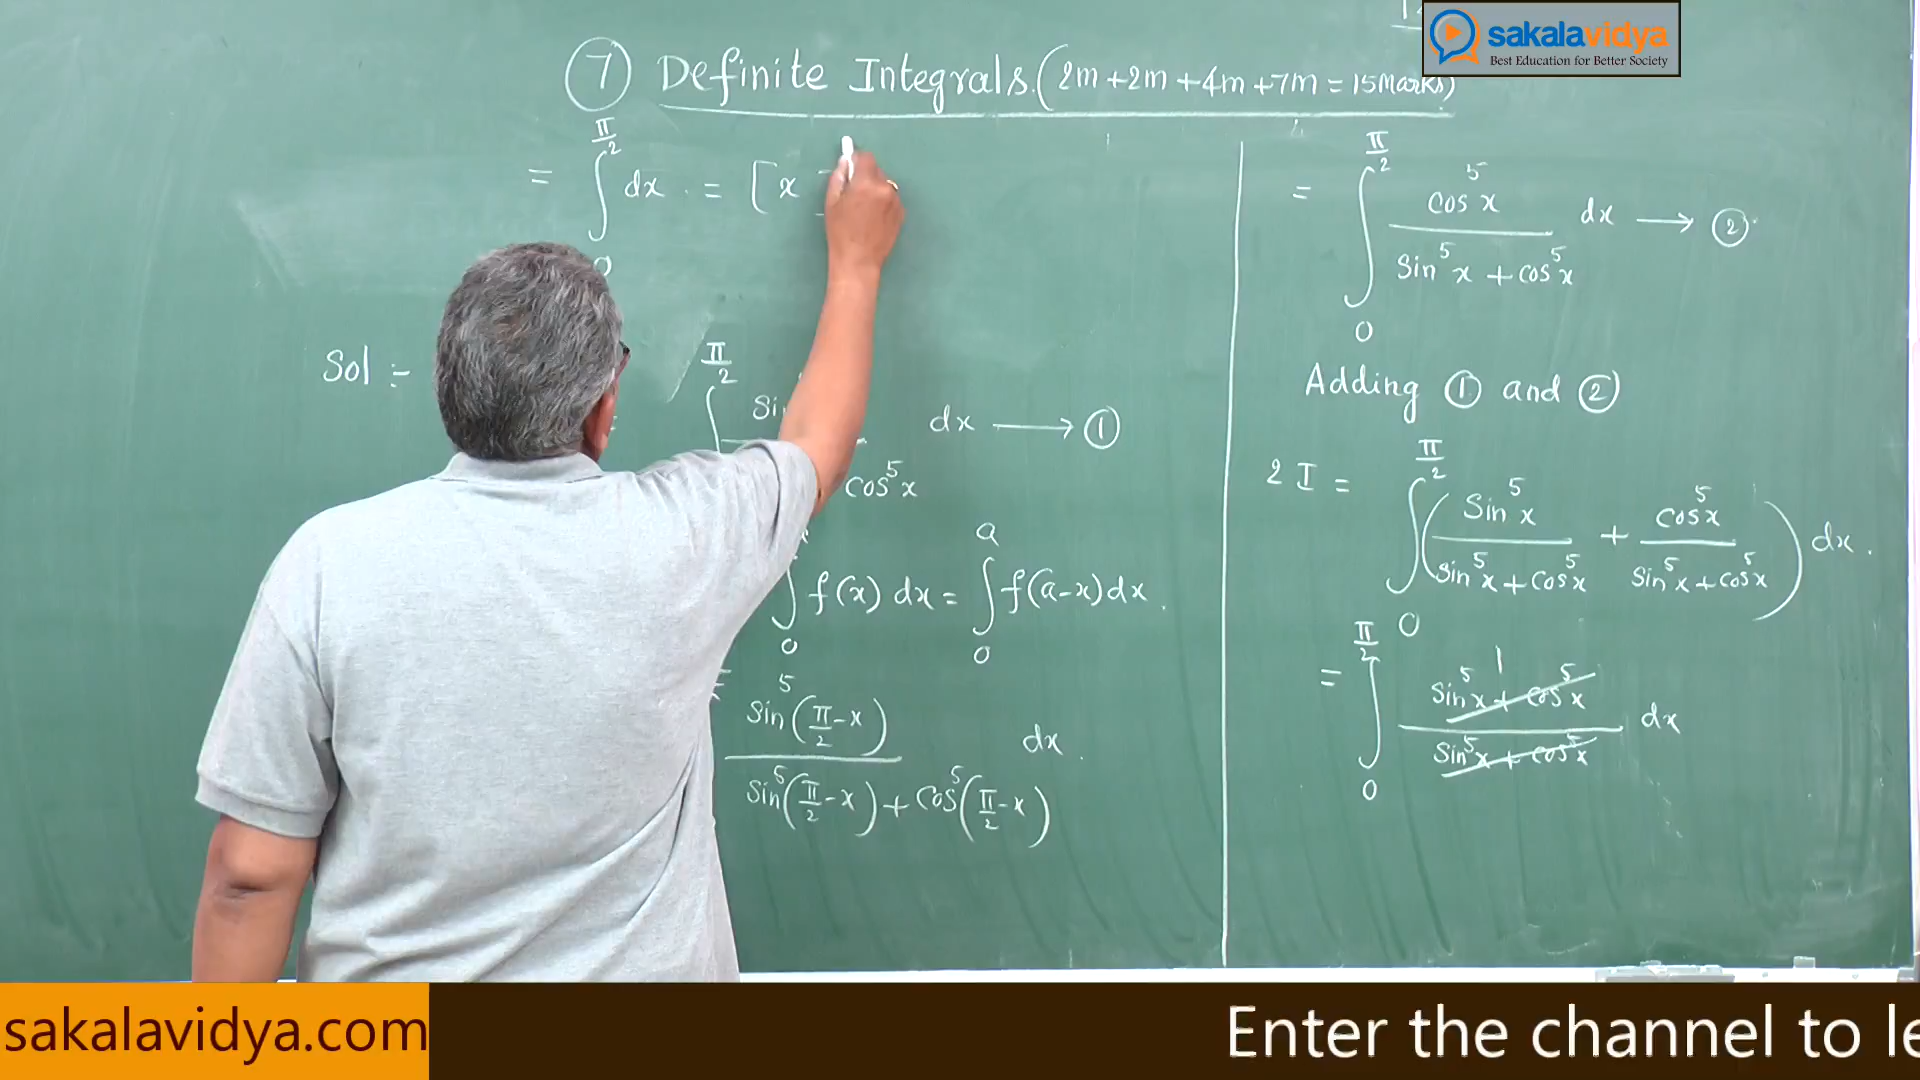 sakalavidya
Best Education for Better Society
⑦ Definite Integrals. (2m+2m+4m+7m = 15Marks)
= ∫₀^(π/2) dx = [x
Sol :-
π/2
dx → ①
cos⁵x
∫₀ f(x) dx = ∫₀^a f(a-x) dx.
Sin⁵(π/2 - x)
dx.
Sin⁵(π/2 - x) + Cos⁵(π/2 - x)
= ∫₀^(π/2) cos⁵x / (Sin⁵x + cos⁵x) dx → ②
Adding ① and ②
2I = ∫₀^(π/2) (Sin⁵x / (Sin⁵x + Cos⁵x) + Cos⁵x / (Sin⁵x + Cos⁵x)) dx.
= ∫₀^(π/2) (Sin⁵x + Cos⁵x) / (Sin⁵x + Cos⁵x) dx
1
sakalavidya.com
Enter the channel to le